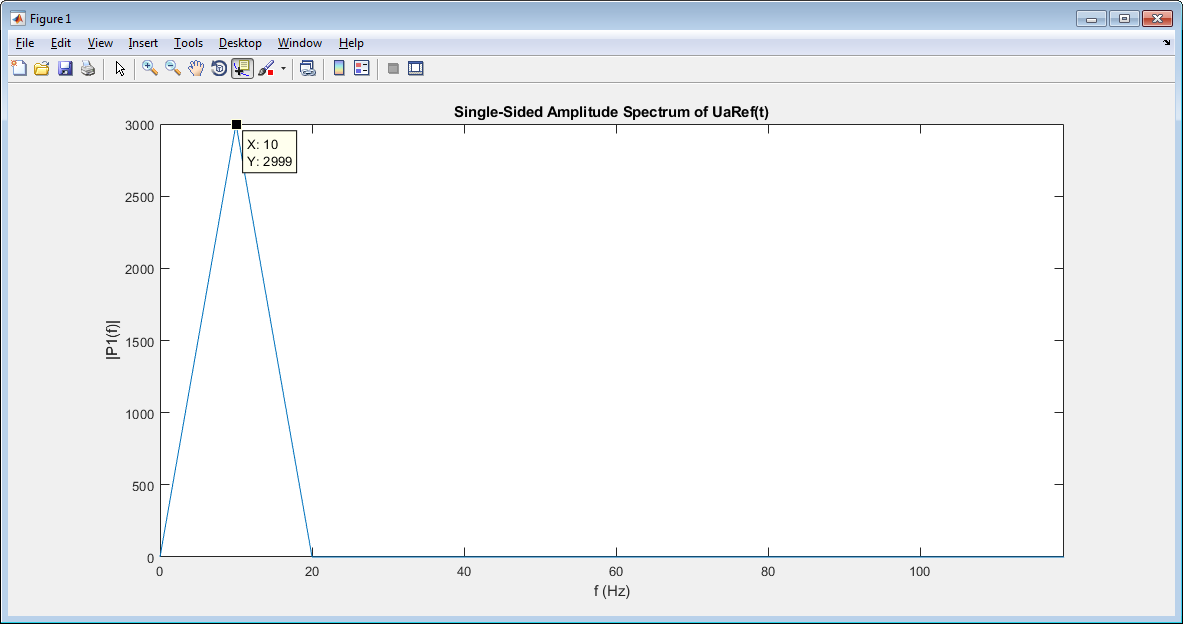 Figure 1
File Edit View Insert Tools Desktop Window Help
Single-Sided Amplitude Spectrum of UaRef(t)
3000
X: 10
Y: 2999
2500
2000
1500
|P1(f)|
1000
500
0
0 20 40 60 80 100
f (Hz)